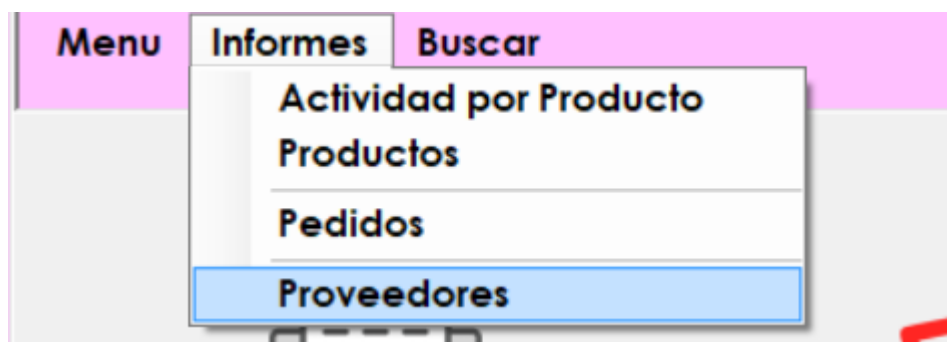 Menu Informes Buscar
Actividad por Producto
Productos
Pedidos
Proveedores